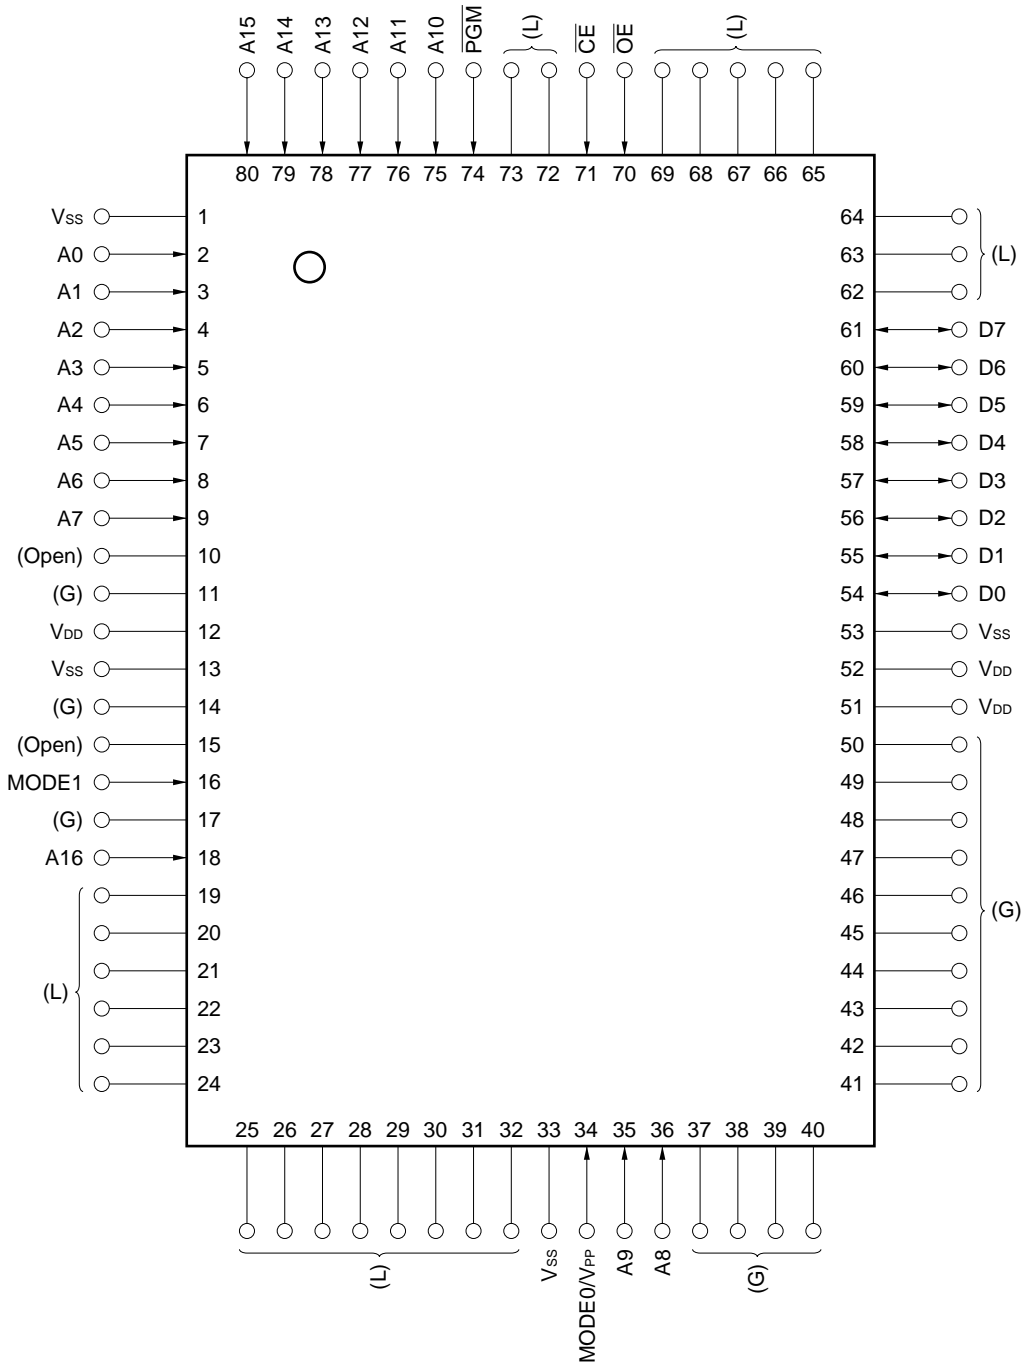 A15 A14 A13 A12 A11 A10 PGM (L) CE OE (L)
80 79 78 77 76 75 74 73 72 71 70 69 68 67 66 65
VSS 1
A0 2
A1 3
A2 4
A3 5
A4 6
A5 7
A6 8
A7 9
(Open) 10
(G) 11
VDD 12
VSS 13
(G) 14
(Open) 15
MODE1 16
(G) 17
A16 18
19
20
21
(L)
22
23
24
64
63 (L)
62
61 D7
60 D6
59 D5
58 D4
57 D3
56 D2
55 D1
54 D0
53 VSS
52 VDD
51 VDD
50
49
48
47
46
(G)
45
44
43
42
41
25 26 27 28 29 30 31 32 33 34 35 36 37 38 39 40
(L) VSS MODE0/VPP A9 A8 (G)